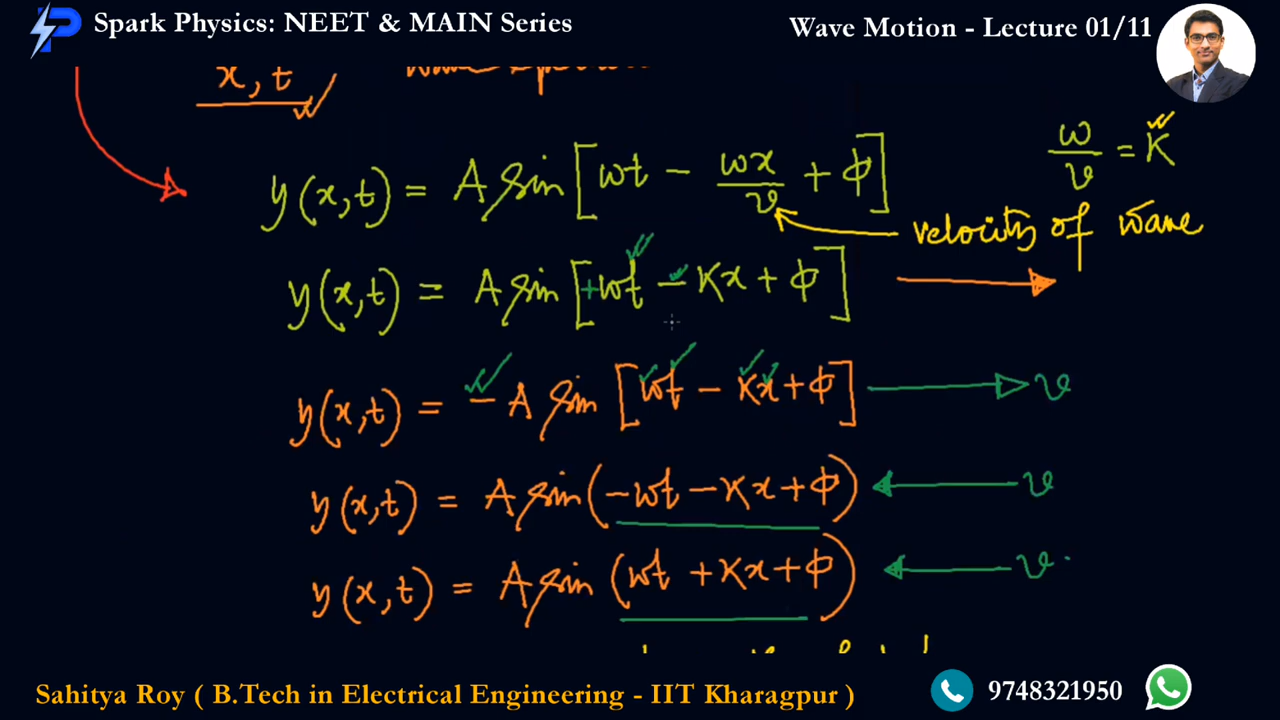 Spark Physics: NEET & MAIN Series
Wave Motion - Lecture 01/11
x, t
ω/v = K
y(x,t) = A sin [ωt - ωx/v + ϕ]
velocity of wave
y(x,t) = A sin [+ωt - Kx + ϕ]
y(x,t) = -A sin [ωt - Kx + ϕ] v
y(x,t) = A sin (-ωt - Kx + ϕ) v
y(x,t) = A sin (ωt + Kx + ϕ) v
Sahitya Roy ( B.Tech in Electrical Engineering - IIT Kharagpur )
9748321950